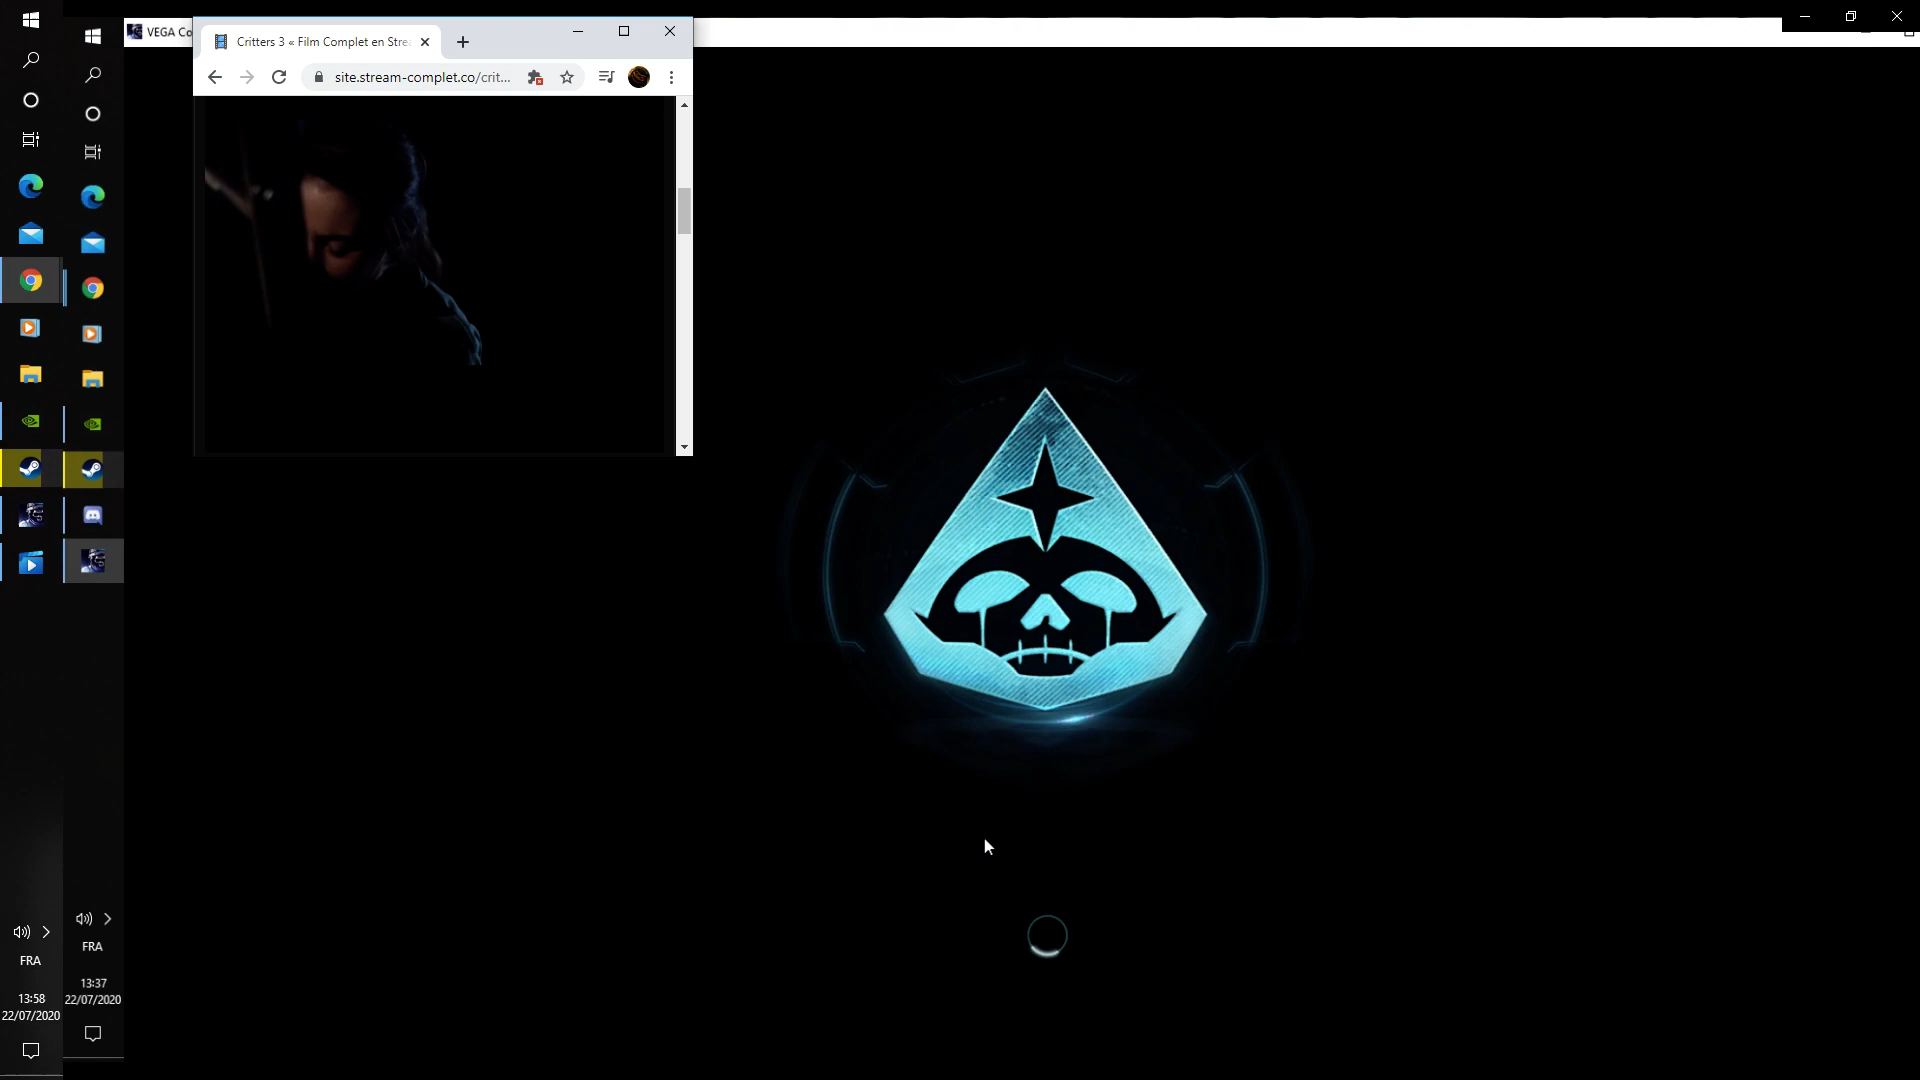 VEGA Co
Critters 3 « Film Complet en Strea
site.stream-complet.co/crit...
FRA
13:58
22/07/2020
FRA
13:37
22/07/2020